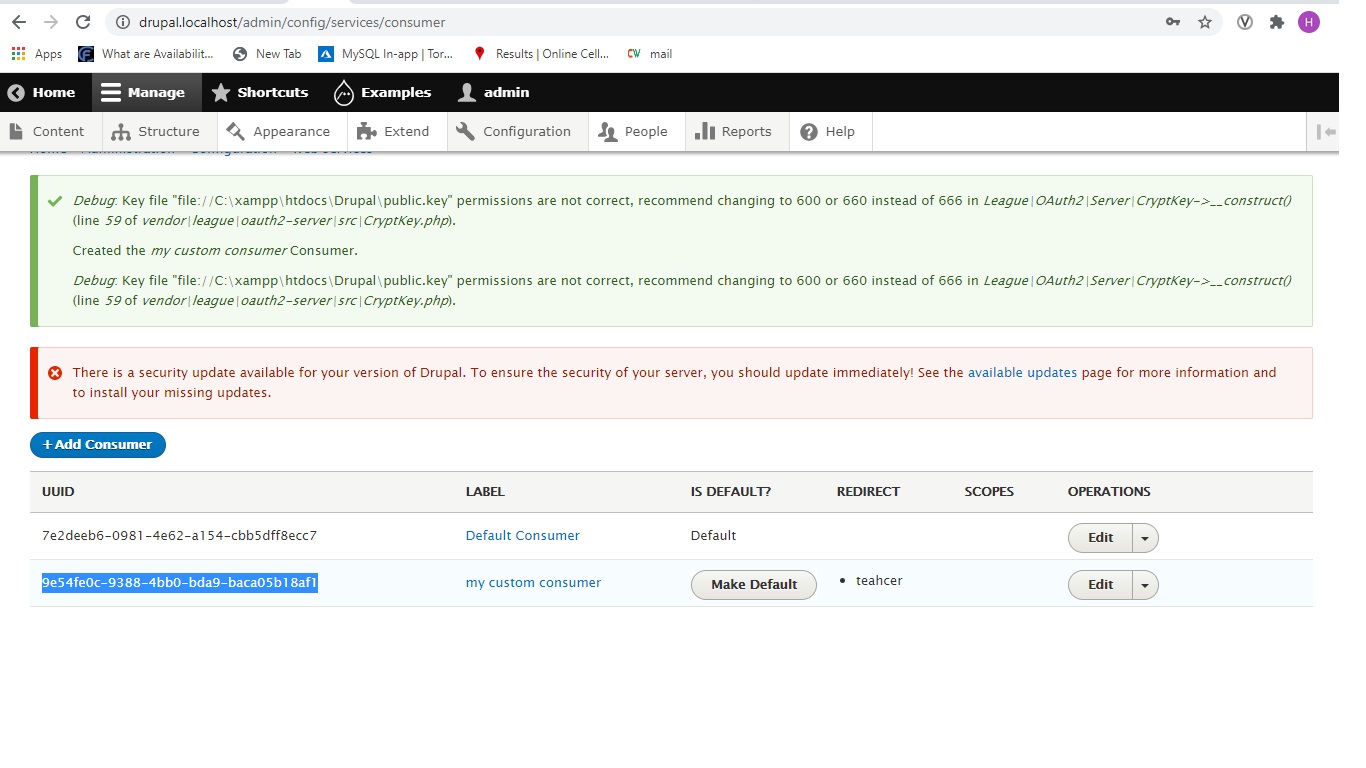 drupal.localhost/admin/config/services/consumer
H
Apps What are Availabilit... New Tab MySQL In-app | Tor... Results | Online Cell... CW mail
Home Manage Shortcuts Examples admin
Content Structure Appearance Extend Configuration People Reports Help
Home Administration Configuration Web services
Debug: Key file "file://C:\xampp\htdocs\Drupal\public.key" permissions are not correct, recommend changing to 600 or 660 instead of 666 in League\OAuth2\Server\CryptKey->__construct()
(line 59 of vendor\league\oauth2-server\src\CryptKey.php).
Created the my custom consumer Consumer.
Debug: Key file "file://C:\xampp\htdocs\Drupal\public.key" permissions are not correct, recommend changing to 600 or 660 instead of 666 in League\OAuth2\Server\CryptKey->__construct()
(line 59 of vendor\league\oauth2-server\src\CryptKey.php).
There is a security update available for your version of Drupal. To ensure the security of your server, you should update immediately! See the available updates page for more information and
to install your missing updates.
+ Add Consumer
UUID LABEL IS DEFAULT? REDIRECT SCOPES OPERATIONS
7e2deeb6-0981-4e62-a154-cbb5dff8ecc7 Default Consumer Default Edit
9e54fe0c-9388-4bb0-bda9-baca05b18af1 my custom consumer Make Default • teahcer Edit